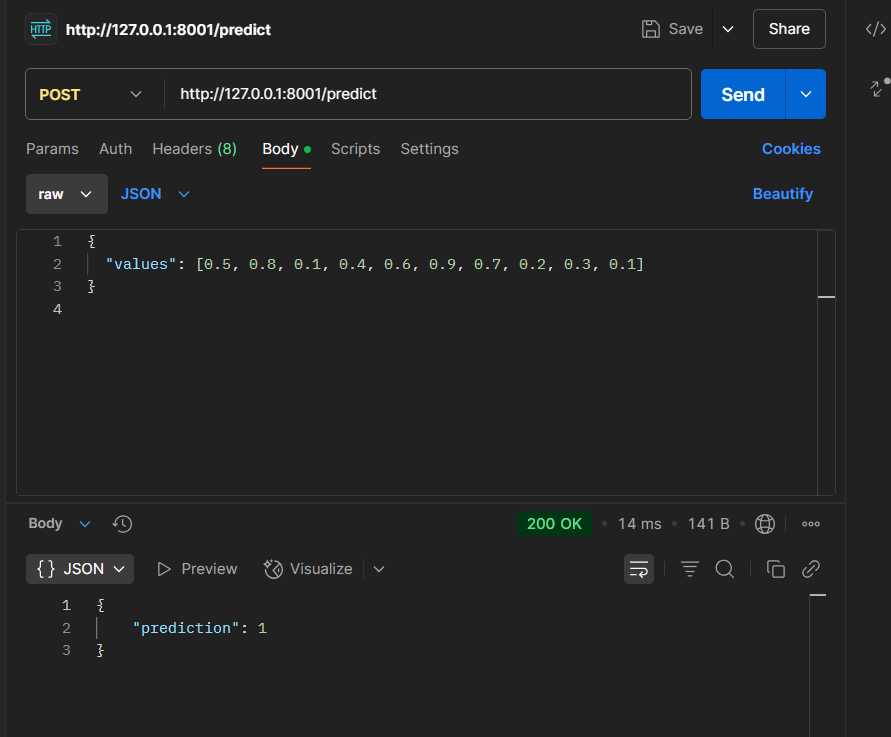 HTTP http://127.0.0.1:8001/predict Save Share
POST http://127.0.0.1:8001/predict Send
Params Auth Headers (8) Body Scripts Settings Cookies
raw JSON Beautify
1 {
2 "values": [0.5, 0.8, 0.1, 0.4, 0.6, 0.9, 0.7, 0.2, 0.3, 0.1]
3 }
4
Body 200 OK 14 ms 141 B
{} JSON Preview Visualize
1 {
2 "prediction": 1
3 }